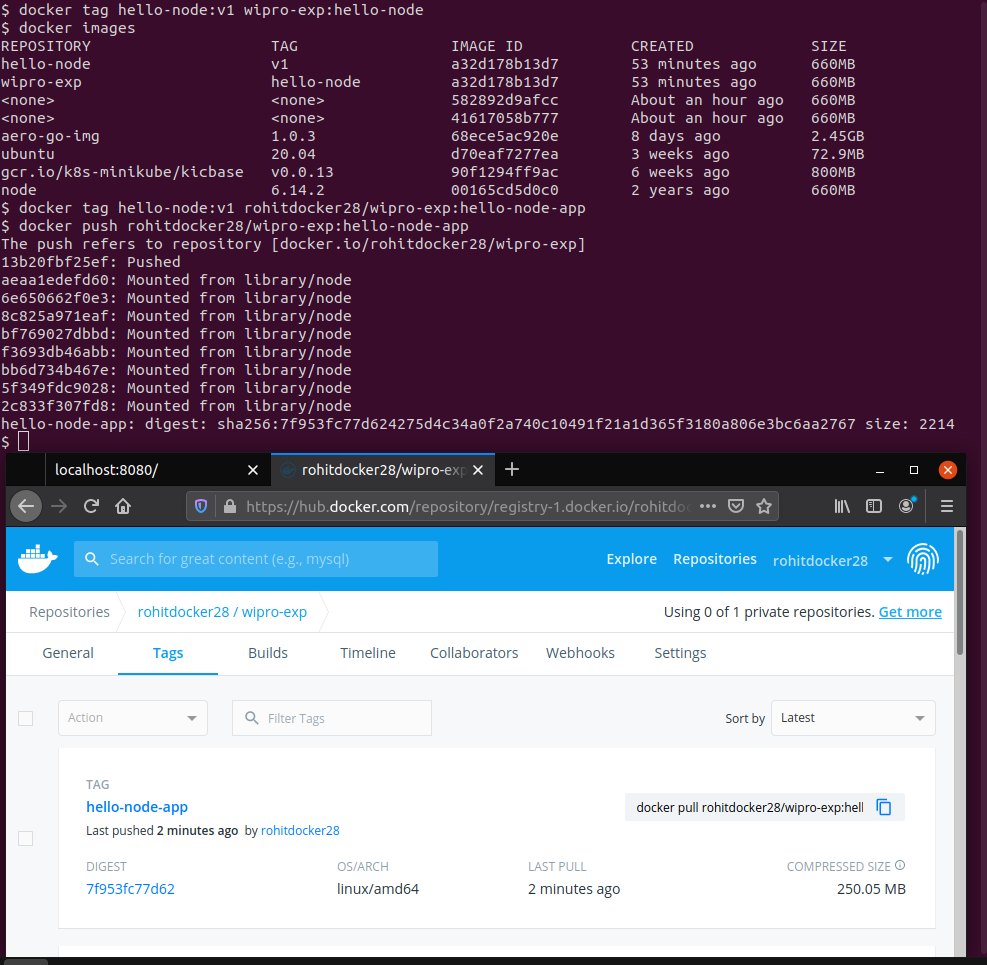 $ docker tag hello-node:v1 wipro-exp:hello-node
$ docker images
REPOSITORY TAG IMAGE ID CREATED SIZE
hello-node v1 a32d178b13d7 53 minutes ago 660MB
wipro-exp hello-node a32d178b13d7 53 minutes ago 660MB
<none> <none> 582892d9afcc About an hour ago 660MB
<none> <none> 41617058b777 About an hour ago 660MB
aero-go-img 1.0.3 68ece5ac920e 8 days ago 2.45GB
ubuntu 20.04 d70eaf7277ea 3 weeks ago 72.9MB
gcr.io/k8s-minikube/kicbase v0.0.13 90f1294ff9ac 6 weeks ago 800MB
node 6.14.2 00165cd5d0c0 2 years ago 660MB
$ docker tag hello-node:v1 rohitdocker28/wipro-exp:hello-node-app
$ docker push rohitdocker28/wipro-exp:hello-node-app
The push refers to repository [docker.io/rohitdocker28/wipro-exp]
13b20fbf25ef: Pushed
aeaa1edefd60: Mounted from library/node
6e650662f0e3: Mounted from library/node
8c825a971eaf: Mounted from library/node
bf769027dbbd: Mounted from library/node
f3693db46abb: Mounted from library/node
bb6d734b467e: Mounted from library/node
5f349fdc9028: Mounted from library/node
2c833f307fd8: Mounted from library/node
hello-node-app: digest: sha256:7f953fc77d624275d4c34a0f2a740c10491f21a1d365f3180a806e3bc6aa2767 size: 2214
$
localhost:8080/ rohitdocker28/wipro-exp
https://hub.docker.com/repository/registry-1.docker.io/rohitdo
Search for great content (e.g., mysql) Explore Repositories rohitdocker28
Repositories rohitdocker28 / wipro-exp Using 0 of 1 private repositories. Get more
General Tags Builds Timeline Collaborators Webhooks Settings
Action Filter Tags Sort by Latest
TAG
hello-node-app docker pull rohitdocker28/wipro-exp:hell
Last pushed 2 minutes ago by rohitdocker28
DIGEST OS/ARCH LAST PULL COMPRESSED SIZE
7f953fc77d62 linux/amd64 2 minutes ago 250.05 MB